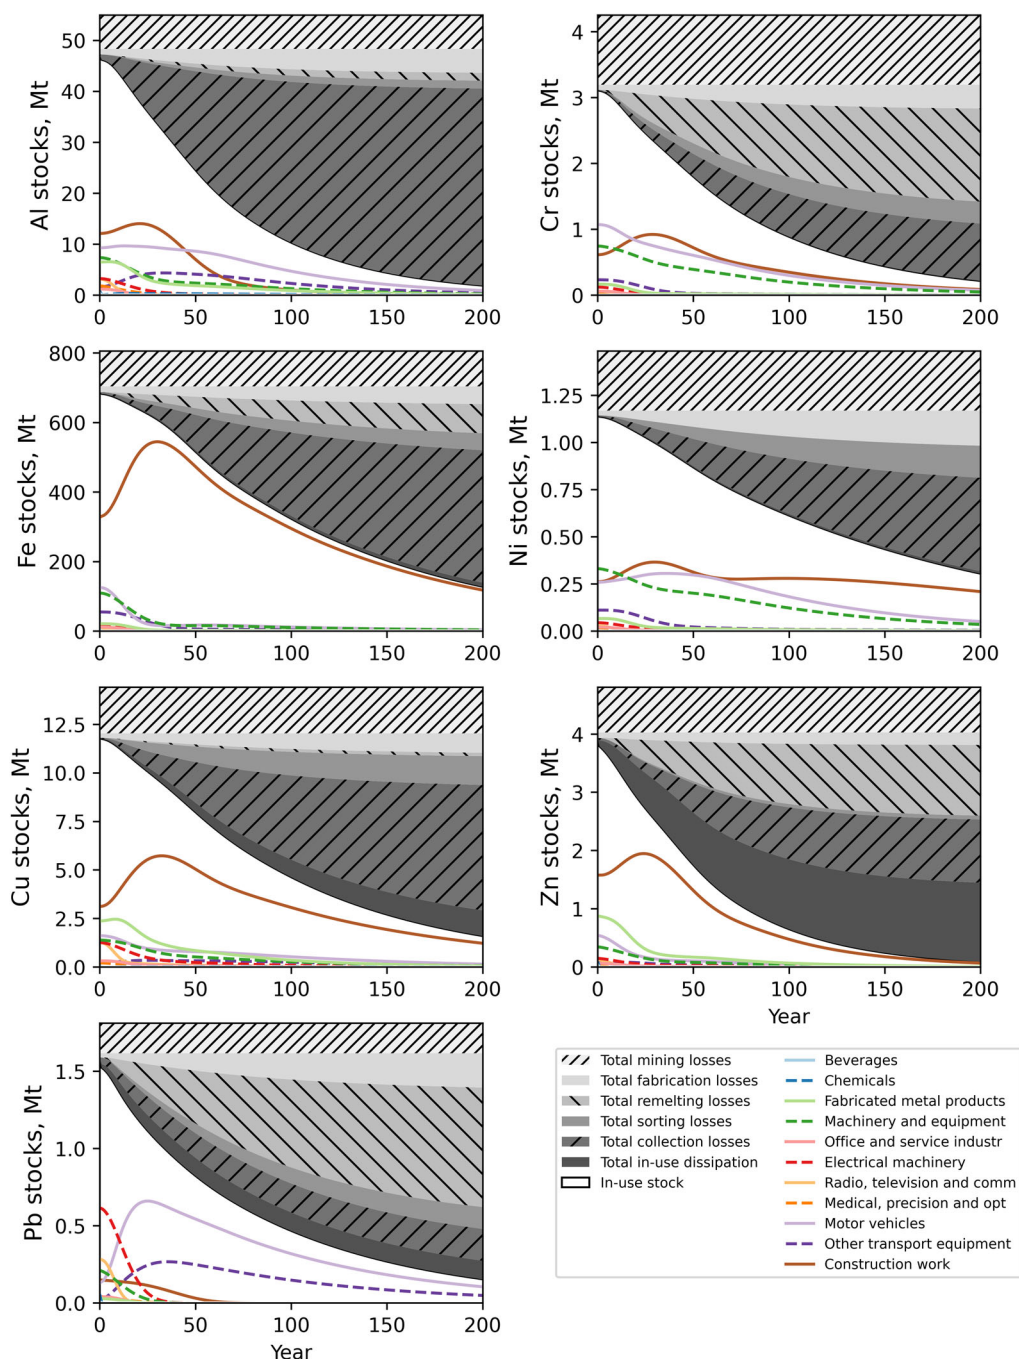 Al stocks, Mt
50
40
30
20
10
0
0 50 100 150 200
Cr stocks, Mt
4
3
2
1
0
0 50 100 150 200
Fe stocks, Mt
800
600
400
200
0
0 50 100 150 200
Ni stocks, Mt
1.25
1.00
0.75
0.50
0.25
0.00
0 50 100 150 200
Cu stocks, Mt
12.5
10.0
7.5
5.0
2.5
0.0
0 50 100 150 200
Zn stocks, Mt
4
3
2
1
0
0 50 100 150 200
Year
Pb stocks, Mt
1.5
1.0
0.5
0.0
0 50 100 150 200
Year
Total mining losses
Total fabrication losses
Total remelting losses
Total sorting losses
Total collection losses
Total in-use dissipation
In-use stock
Beverages
Chemicals
Fabricated metal products
Machinery and equipment
Office and service industr
Electrical machinery
Radio, television and comm
Medical, precision and opt
Motor vehicles
Other transport equipment
Construction work